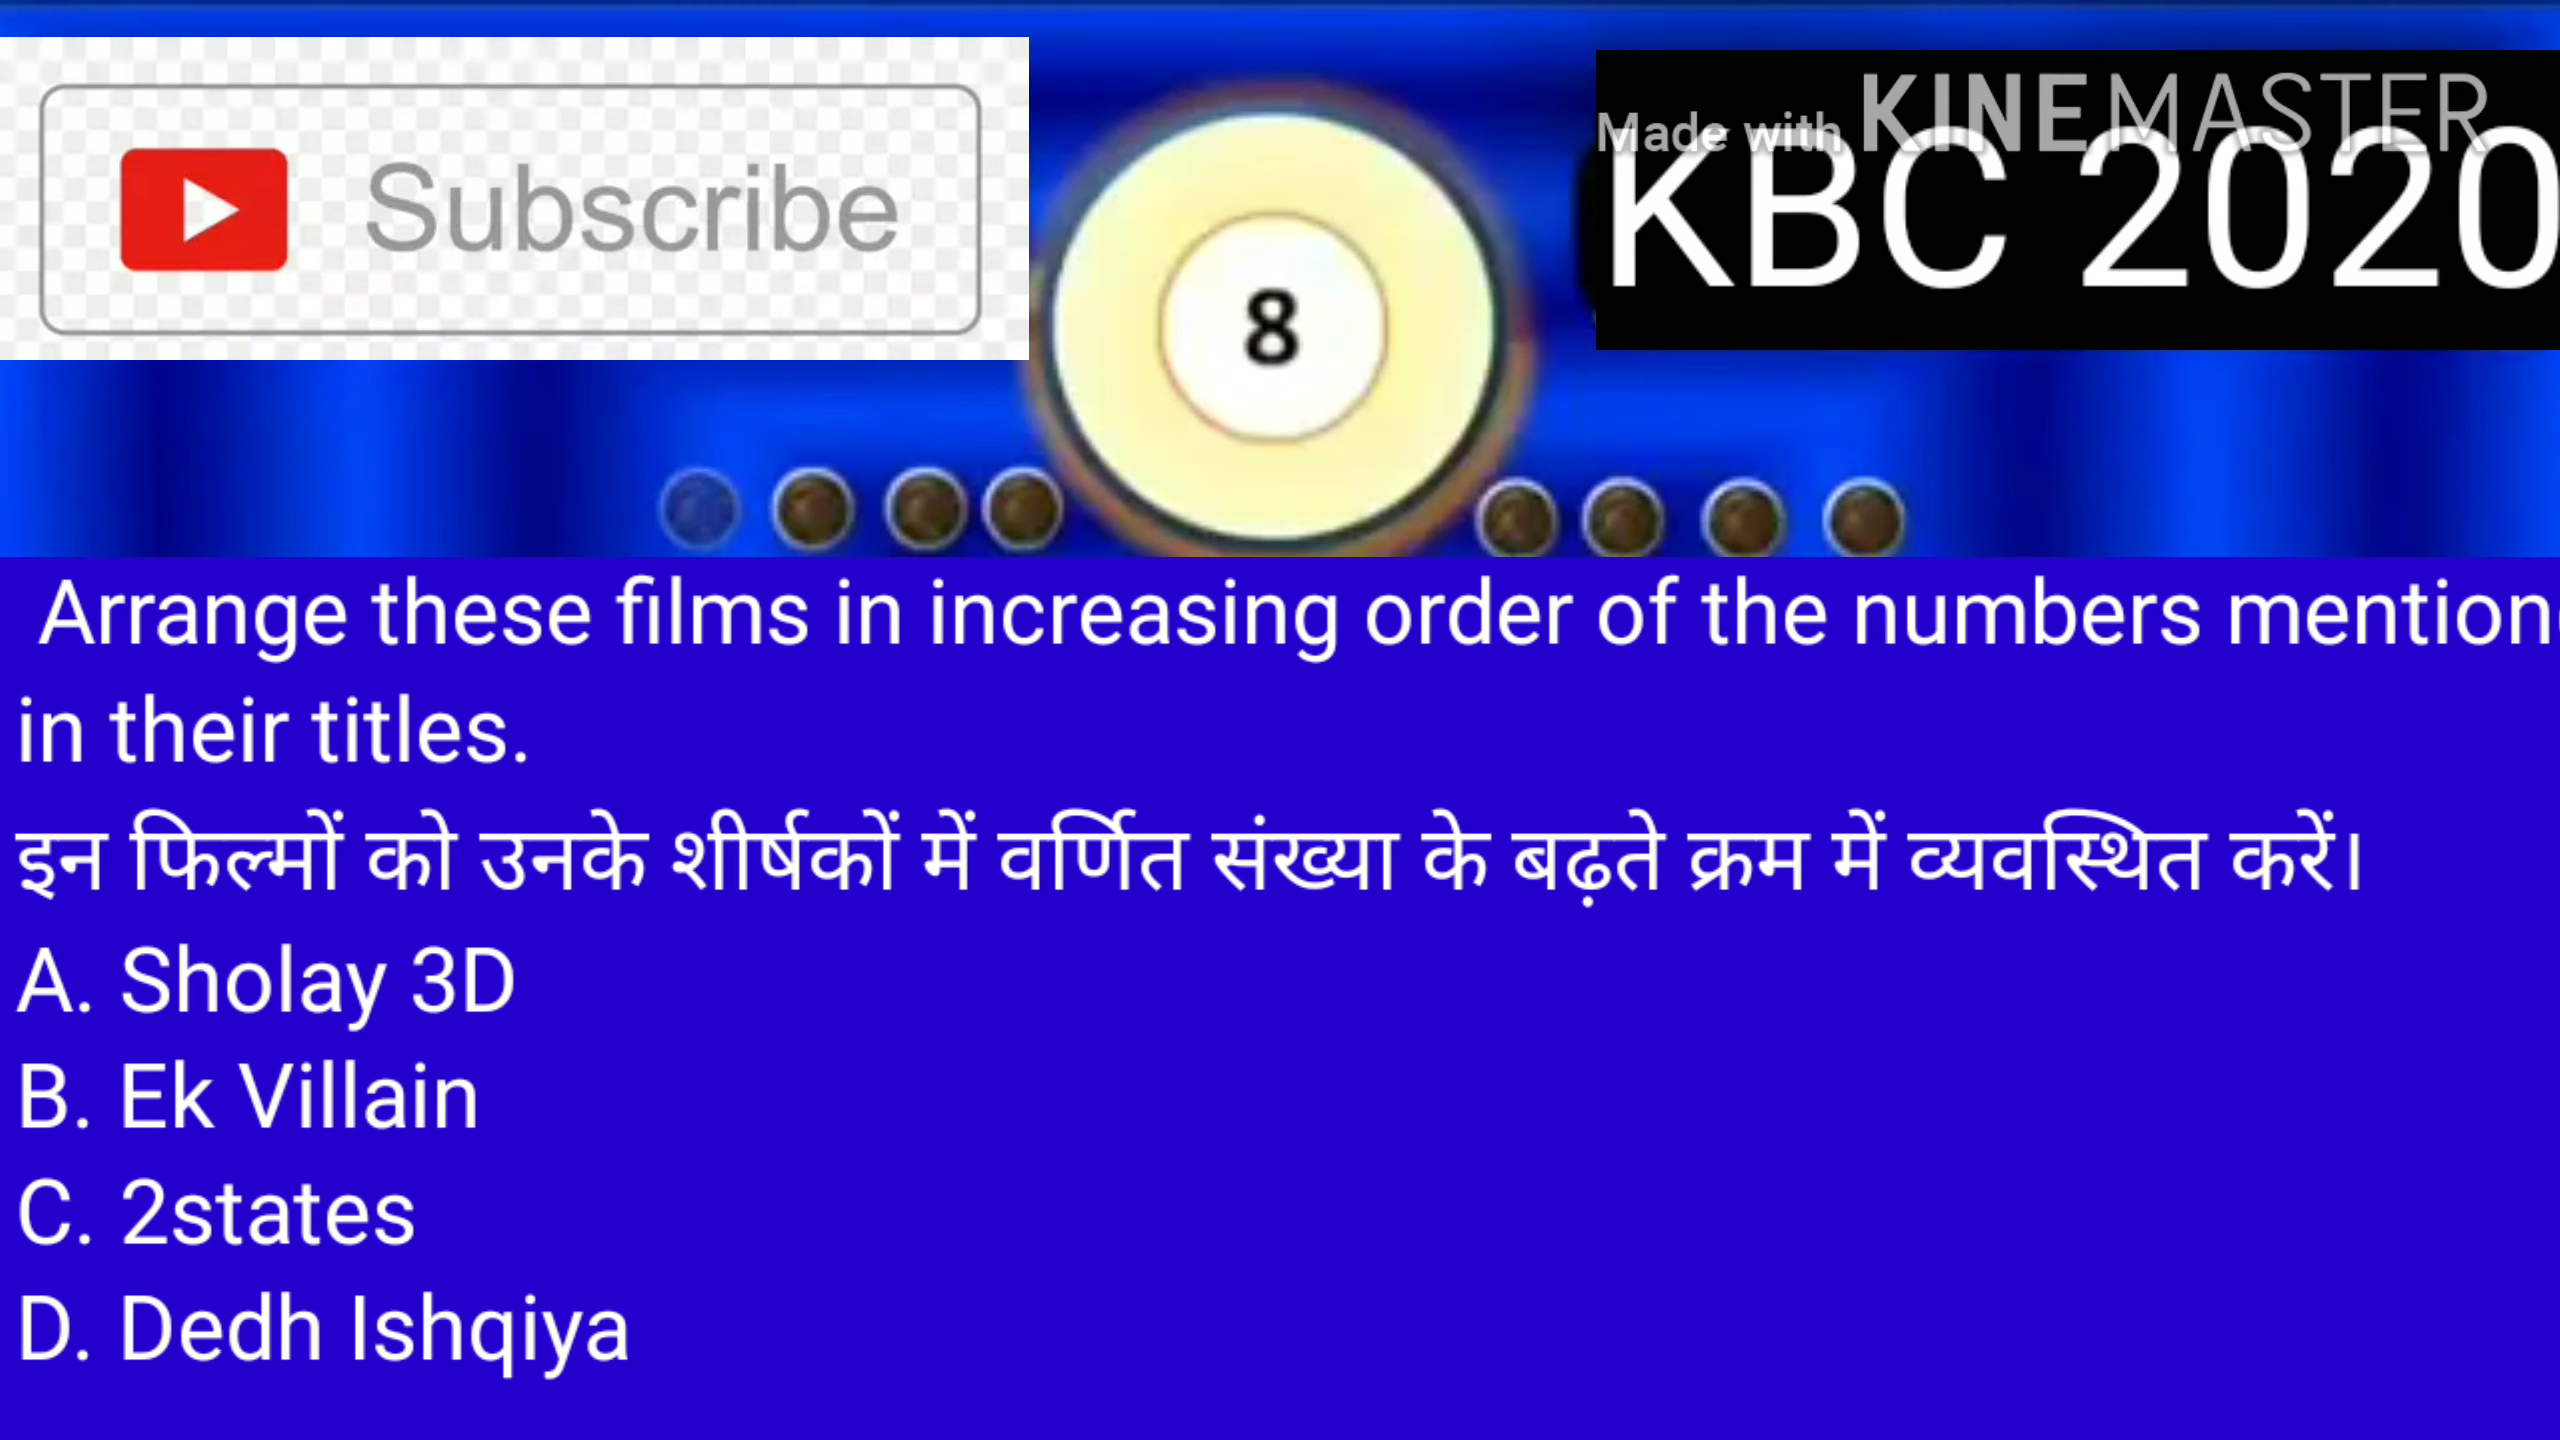 Subscribe
Made with KINEMASTER
KBC 2020
8
Arrange these films in increasing order of the numbers mention
in their titles.
इन फिल्मों को उनके शीर्षकों में वर्णित संख्या के बढ़ते क्रम में व्यवस्थित करें।
A. Sholay 3D
B. Ek Villain
C. 2states
D. Dedh Ishqiya